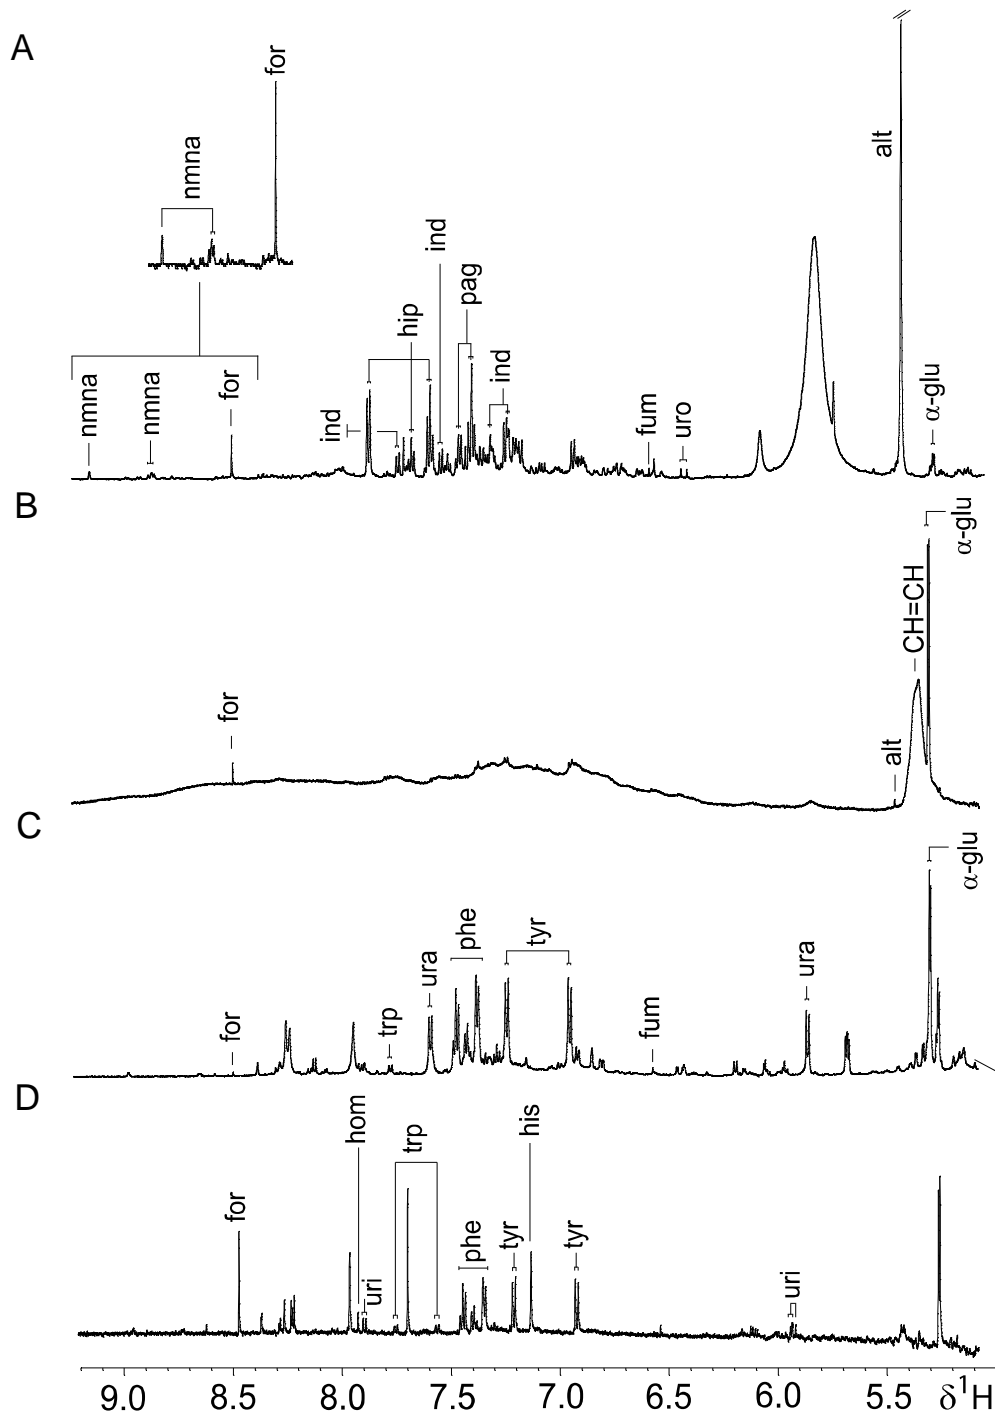 A
for
nmna
alt
ind
pag
hip
ind
nmna
nmna
for
ind
fum
uro
α-glu
B
α-glu
CH=CH
for
alt
C
α-glu
phe
tyr
ura
ura
trp
for
fum
D
hom
trp
his
for
phe
tyr
tyr
uri
uri
9.0 8.5 8.0 7.5 7.0 6.5 6.0 5.5 δ¹H